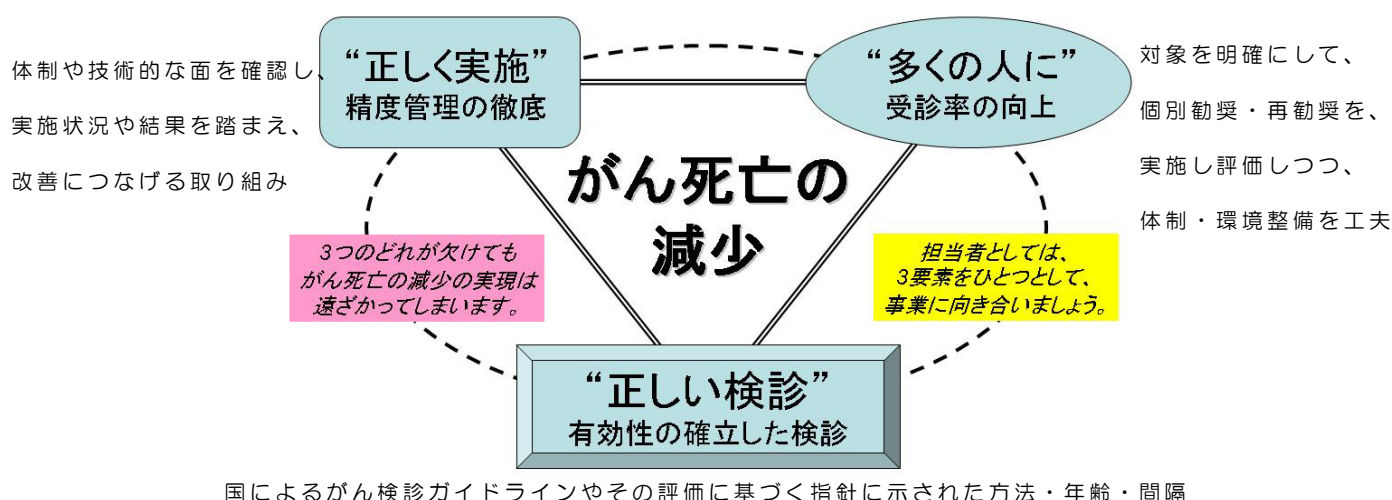 体制や技術的な面を確認し、
実施状況や結果を踏まえ、
改善につなげる取り組み
“正しく実施”
精度管理の徹底
“多くの人に”
受診率の向上
対象を明確にして、
個別勧奨・再勧奨を、
実施し評価しつつ、
体制・環境整備を工夫
がん死亡の
減少
3つのどれが欠けても
がん死亡の減少の実現は
遠ざかってしまいます。
担当者としては、
3要素をひとつとして、
事業に向き合いましょう。
“正しい検診”
有効性の確立した検診
国によるがん検診ガイドラインやその評価に基づく指針に示された方法・年齢・間隔